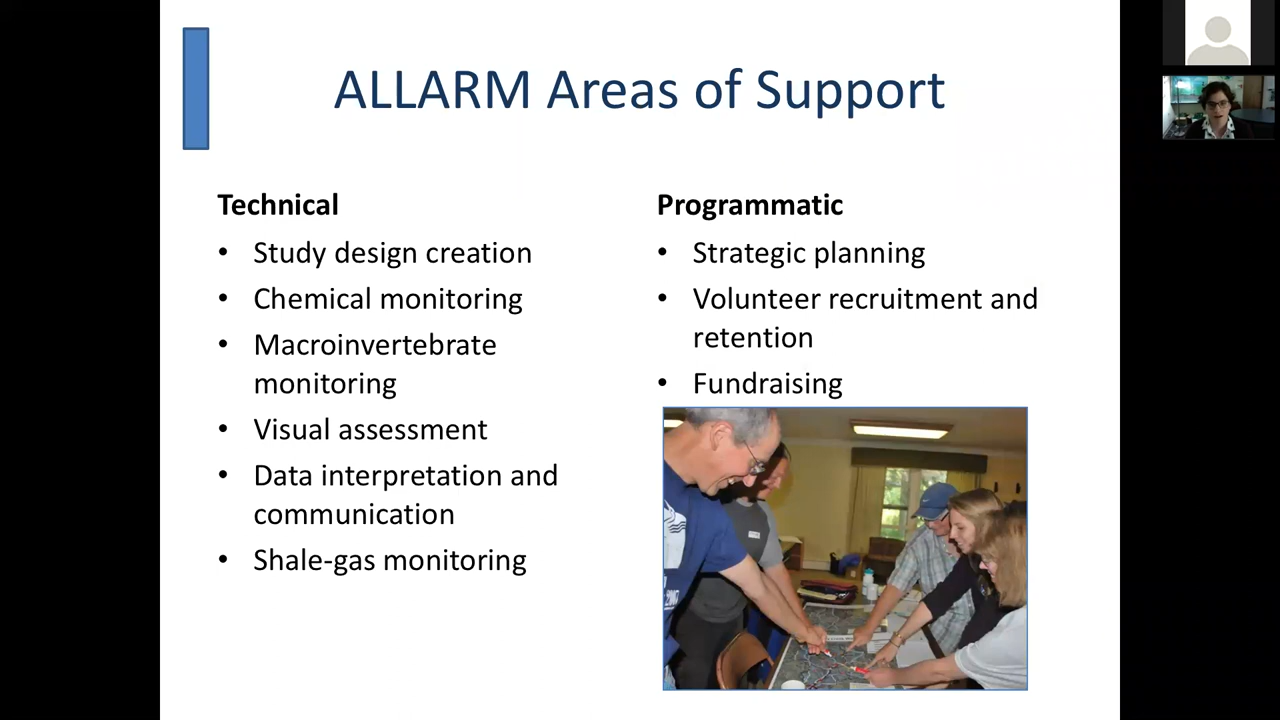 ALLARM Areas of Support
Technical
• Study design creation
• Chemical monitoring
• Macroinvertebrate
monitoring
• Visual assessment
• Data interpretation and
communication
• Shale-gas monitoring
Programmatic
• Strategic planning
• Volunteer recruitment and
retention
• Fundraising